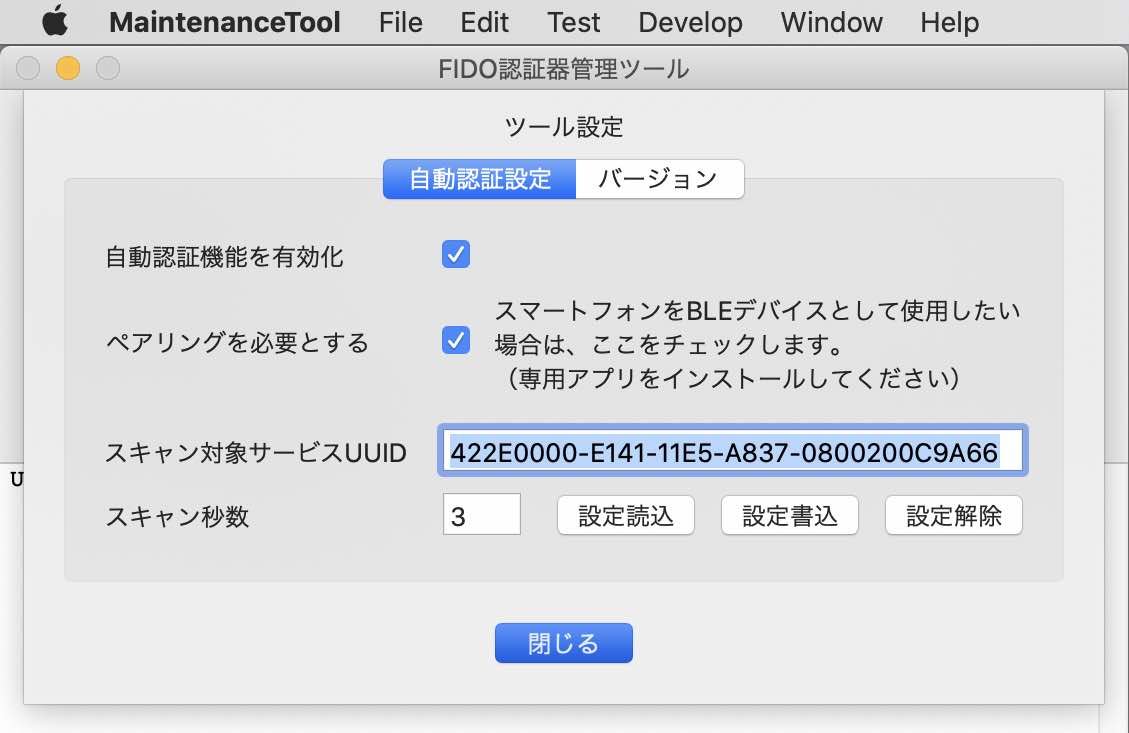 MaintenanceTool File Edit Test Develop Window Help
FIDO認証器管理ツール
ツール設定
自動認証設定 バージョン
自動認証機能を有効化
スマートフォンをBLEデバイスとして使用したい
ペアリングを必要とする
場合は、ここをチェックします。
（専用アプリをインストールしてください）
スキャン対象サービスUUID 422E0000-E141-11E5-A837-0800200C9A66
U
スキャン秒数 3 設定読込 設定書込 設定解除
閉じる